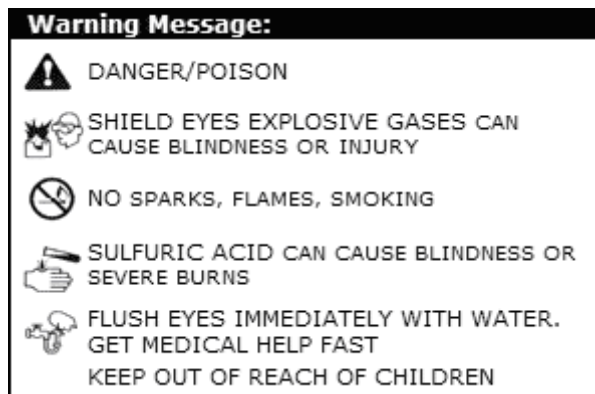 Warning Message:
DANGER/POISON
SHIELD EYES EXPLOSIVE GASES CAN
CAUSE BLINDNESS OR INJURY
NO SPARKS, FLAMES, SMOKING
SULFURIC ACID CAN CAUSE BLINDNESS OR
SEVERE BURNS
FLUSH EYES IMMEDIATELY WITH WATER.
GET MEDICAL HELP FAST
KEEP OUT OF REACH OF CHILDREN